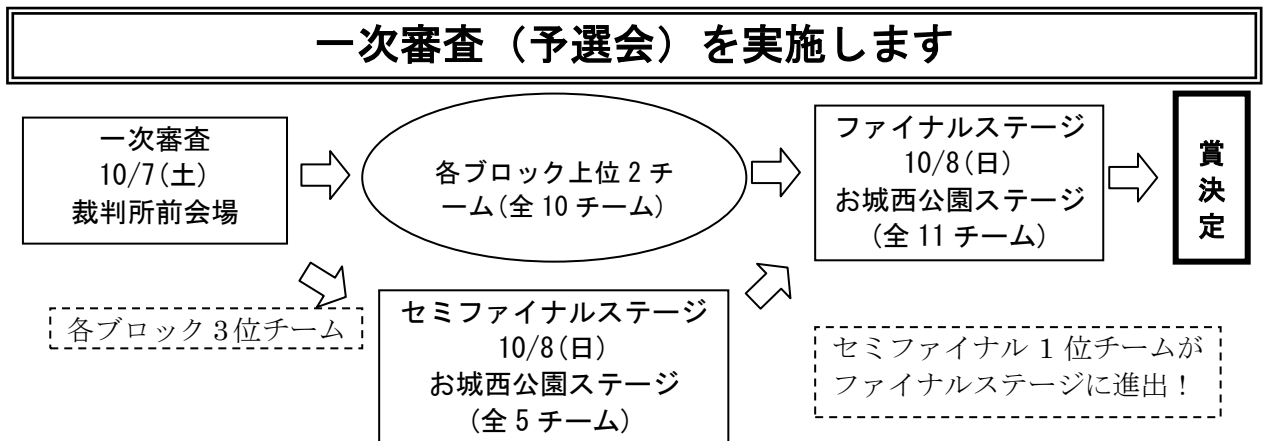 一次審査（予選会）を実施します
一次審査
10/7(土)
裁判所前会場
各ブロック上位 2 チ
ーム(全 10 チーム)
ファイナルステージ
10/8(日)
お城西公園ステージ
(全 11 チーム)
賞
決
定
各ブロック 3位チーム
セミファイナルステージ
10/8(日)
お城西公園ステージ
(全 5 チーム)
セミファイナル 1 位チームが
ファイナルステージに進出！